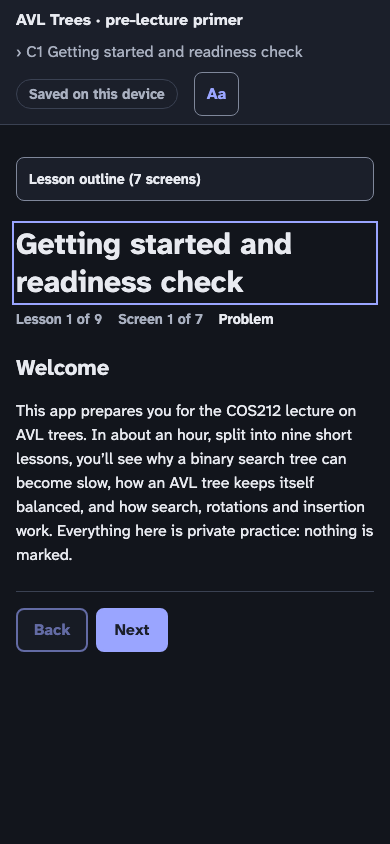 AVL Trees · pre-lecture primer
› C1 Getting started and readiness check
Saved on this device
Aa
Lesson outline (7 screens)
Getting started and
readiness check
Lesson 1 of 9 Screen 1 of 7 Problem
Welcome
This app prepares you for the COS212 lecture on
AVL trees. In about an hour, split into nine short
lessons, you’ll see why a binary search tree can
become slow, how an AVL tree keeps itself
balanced, and how search, rotations and insertion
work. Everything here is private practice: nothing is
marked.
Back Next